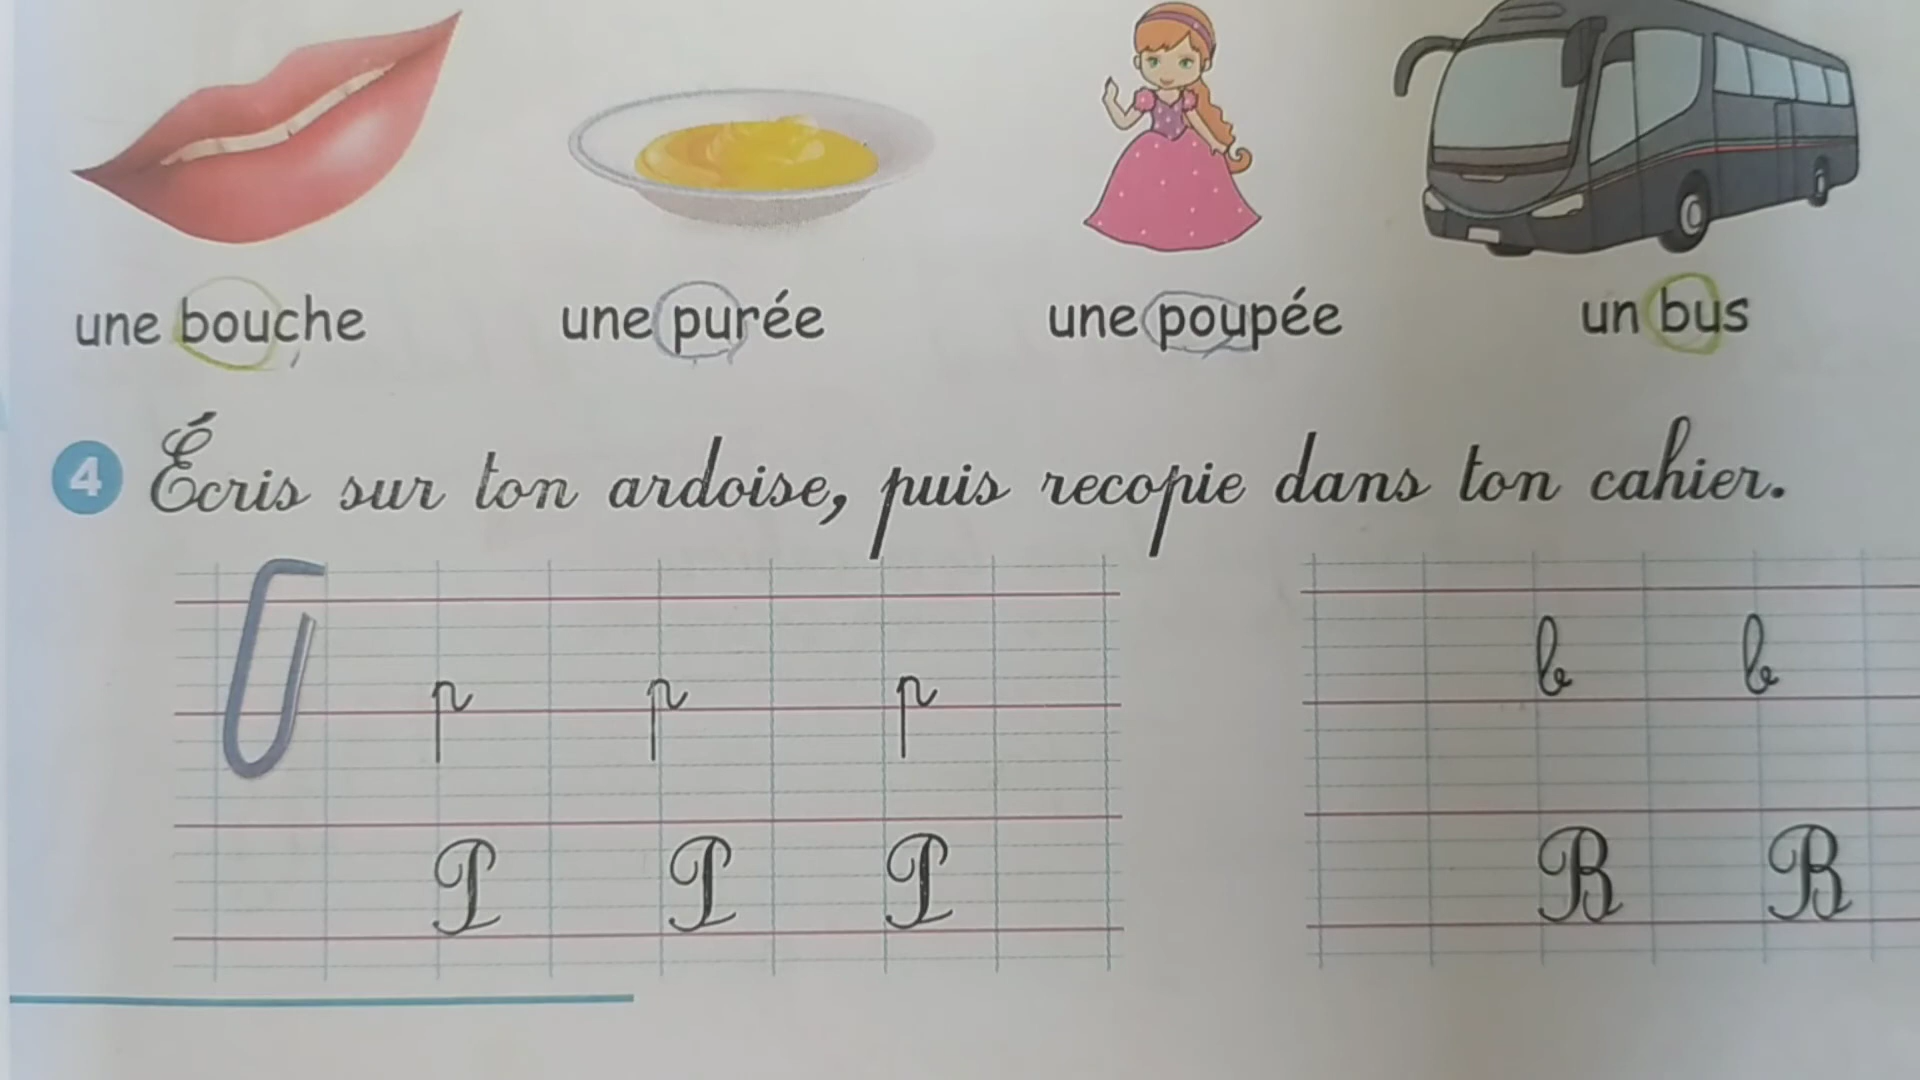 une bouche une purée une poupée un bus
4 Écris sur ton ardoise, puis recopie dans ton cahier.
p p p b b
P P P B B